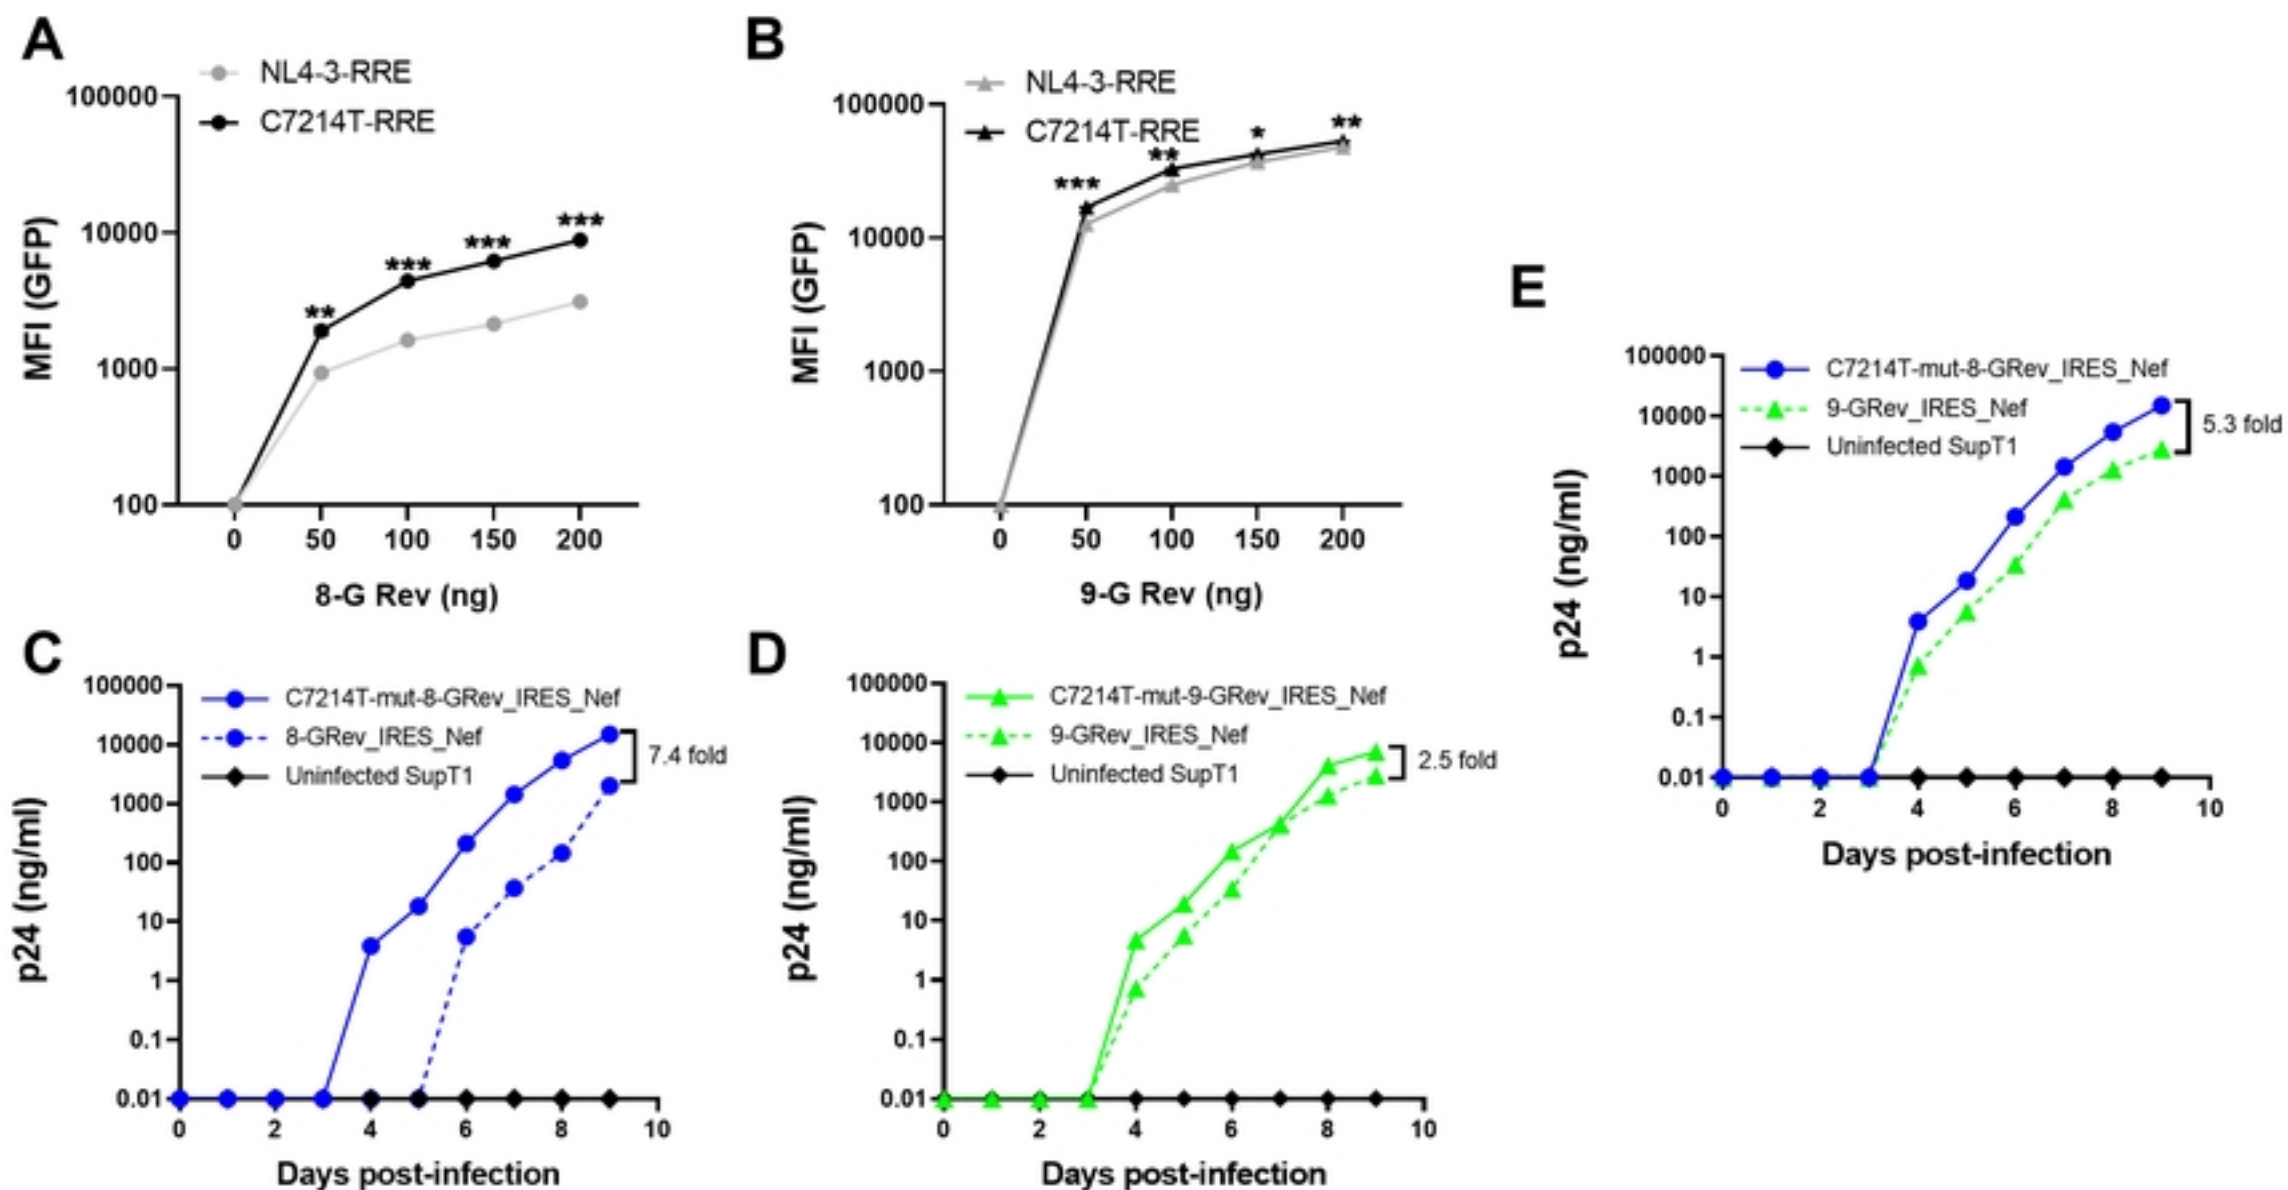 A
NL4-3-RRE
C7214T-RRE
100000
10000
1000
100
MFI (GFP)
**
***
***
***
0 50 100 150 200
8-G Rev (ng)
B
NL4-3-RRE
C7214T-RRE
100000
10000
1000
100
MFI (GFP)
***
**
*
**
0 50 100 150 200
9-G Rev (ng)
C
C7214T-mut-8-GRev_IRES_Nef
8-GRev_IRES_Nef
Uninfected SupT1
7.4 fold
100000
10000
1000
100
10
1
0.1
0.01
p24 (ng/ml)
0 2 4 6 8 10
Days post-infection
D
C7214T-mut-9-GRev_IRES_Nef
9-GRev_IRES_Nef
Uninfected SupT1
2.5 fold
100000
10000
1000
100
10
1
0.1
0.01
p24 (ng/ml)
0 2 4 6 8 10
Days post-infection
E
C7214T-mut-8-GRev_IRES_Nef
9-GRev_IRES_Nef
Uninfected SupT1
5.3 fold
100000
10000
1000
100
10
1
0.1
0.01
p24 (ng/ml)
0 2 4 6 8 10
Days post-infection